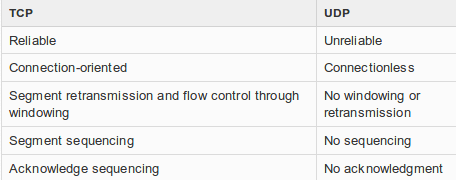 TCP UDP
Reliable Unreliable
Connection-oriented Connectionless
Segment retransmission and flow control through No windowing or
windowing retransmission
Segment sequencing No sequencing
Acknowledge sequencing No acknowledgment